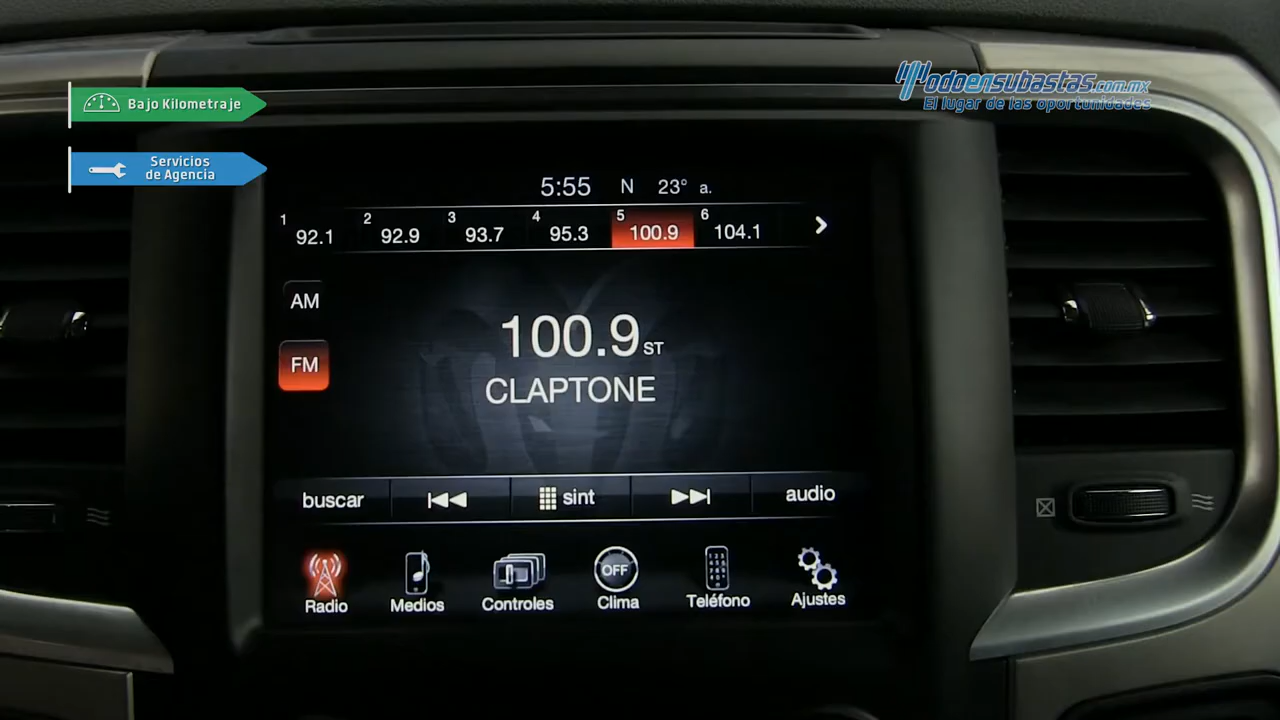 Bajo Kilometraje
Servicios
de Agencia
todoensubastas.com.mx
El lugar de las oportunidades
5:55 N 23° a.
1 92.1 2 92.9 3 93.7 4 95.3 5 100.9 6 104.1
AM
100.9 ST
FM
CLAPTONE
buscar sint audio
OFF
Radio Medios Controles Clima Teléfono Ajustes